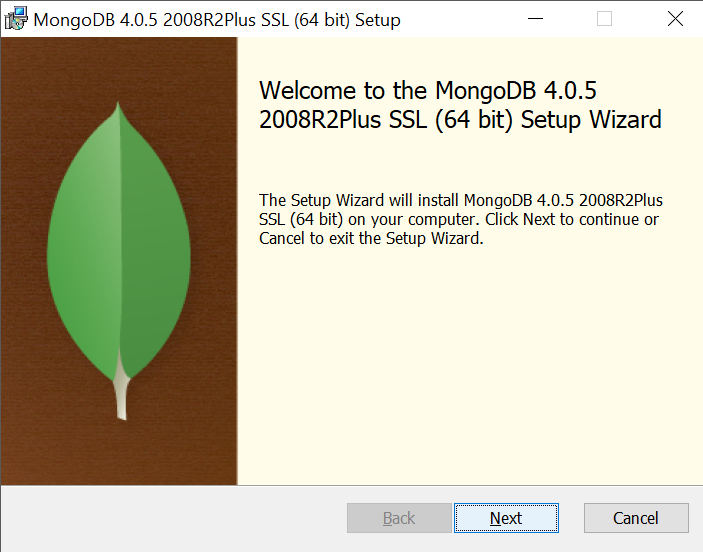 MongoDB 4.0.5 2008R2Plus SSL (64 bit) Setup
Welcome to the MongoDB 4.0.5
2008R2Plus SSL (64 bit) Setup Wizard
The Setup Wizard will install MongoDB 4.0.5 2008R2Plus
SSL (64 bit) on your computer. Click Next to continue or
Cancel to exit the Setup Wizard.
Back Next Cancel